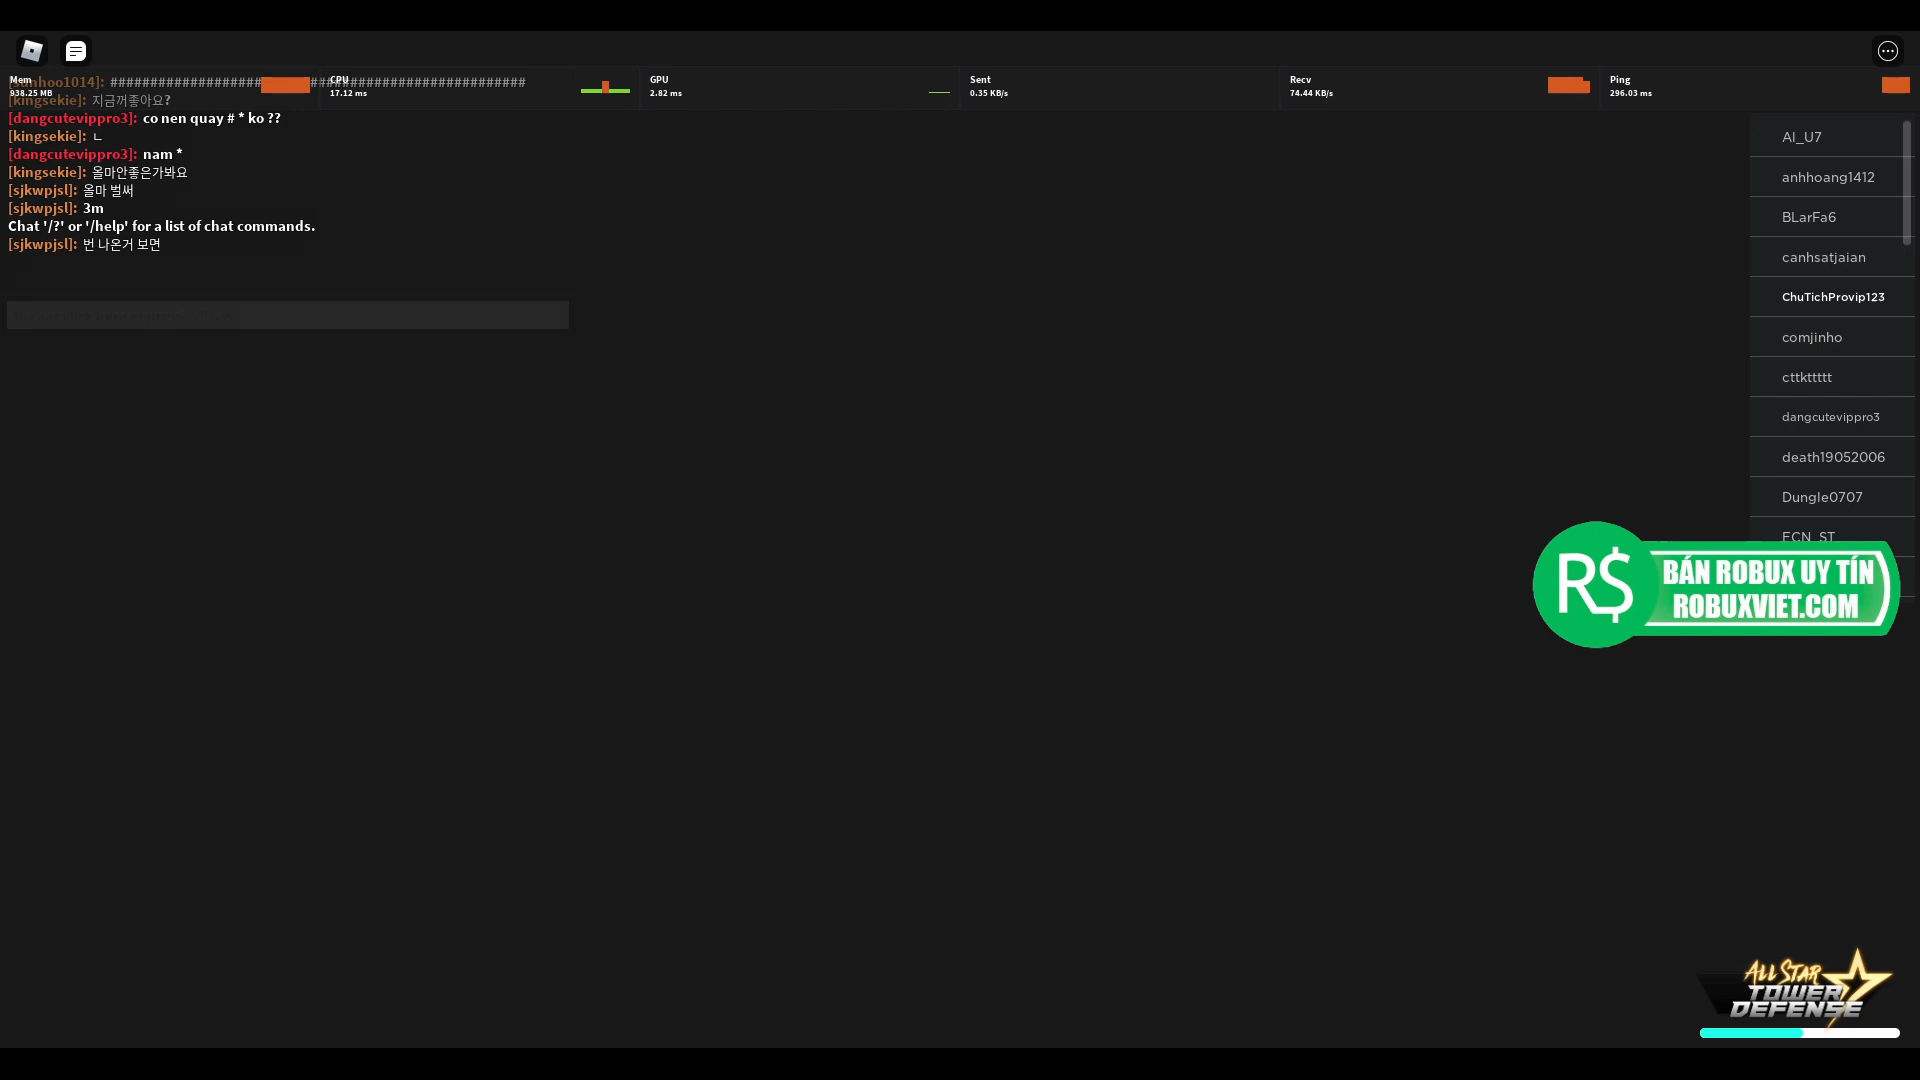 [sunhoo1014]: ####################################################
Mem
938.25 MB
CPU
17.12 ms
GPU
2.82 ms
Sent
0.35 KB/s
Recv
74.44 KB/s
Ping
296.03 ms
[kingsekie]: 지금꺼좋아요?
[dangcutevippro3]: co nen quay # * ko ??
[kingsekie]: ㄴ
[dangcutevippro3]: nam *
[kingsekie]: 올마안좋은가봐요
[sjkwpjsl]: 올마 벌써
[sjkwpjsl]: 3m
Chat '/?' or '/help' for a list of chat commands.
[sjkwpjsl]: 번 나온거 보면
AI_U7
anhhoang1412
BLarFa6
canhsatjaian
ChuTichProvip123
comjinho
cttkttttt
dangcutevippro3
death19052006
Dungle0707
ECN_ST
R$
BÁN ROBUX UY TÍN
ROBUXVIET.COM
ALL STAR
TOWER
DEFENSE